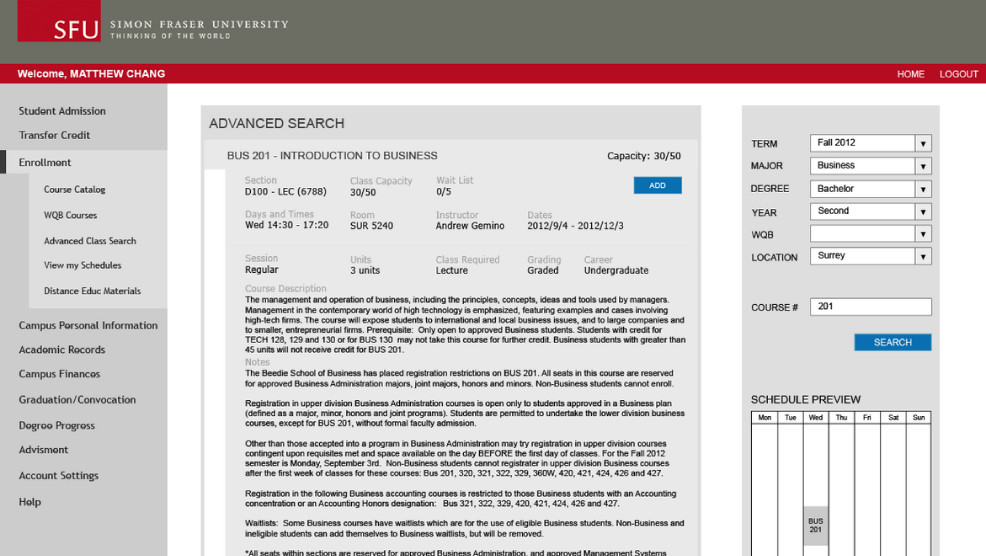 SFU
SIMON FRASER UNIVERSITY
THINKING OF THE WORLD
Welcome, MATTHEW CHANG
HOME
LOGOUT
Student Admission
Transfer Credit
Enrollment
Course Catalog
WQB Courses
Advanced Class Search
View my Schedules
Distance Educ Materials
Campus Personal Information
Academic Records
Campus Finances
Graduation/Convocation
Degree Progress
Advisment
Account Settings
Help
ADVANCED SEARCH
BUS 201 - INTRODUCTION TO BUSINESS
Capacity: 30/50
Section Class Capacity Wait List
D100 - LEC (6788) 30/50 0/5
ADD
Days and Times Room Instructor Dates
Wed 14:30 - 17:20 SUR 5240 Andrew Gemino 2012/9/4 - 2012/12/3
Session Units Class Required Grading Career
Regular 3 units Lecture Graded Undergraduate
Course Description
The management and operation of business, including the principles, concepts, ideas and tools used by managers.
Management in the contemporary world of high technology is emphasized, featuring examples and cases involving
high-tech firms. The course will expose students to international and local business issues, and to large companies and
to smaller, entrepreneurial firms. Prerequisite: Only open to approved Business students. Students with credit for
TECH 128, 129 and 130 or for BUS 130 may not take this course for further credit. Business students with greater than
45 units will not receive credit for BUS 201.
Notes
The Beedie School of Business has placed registration restrictions on BUS 201. All seats in this course are reserved
for approved Business Administration majors, joint majors, honors and minors. Non-Business students cannot enroll.
Registration in upper division Business Administration courses is open only to students approved in a Business plan
(defined as a major, minor, honors and joint programs). Students are permitted to undertake the lower division business
courses, except for BUS 201, without formal faculty admission.
Other than those accepted into a program in Business Administration may try registration in upper division courses
contingent upon requisites met and space available on the day BEFORE the first day of classes. For the Fall 2012
semester is Monday, September 3rd. Non-Business students cannot registrater in upper division Business courses
after the first week of classes for these courses: Bus 201, 320, 321, 322, 329, 360W, 420, 421, 424, 426 and 427.
Registration in the following Business accounting courses is restricted to those Business students with an Accounting
concentration or an Accounting Honors designation: Bus 321, 322, 329, 420, 421, 424, 426 and 427.
Waitlists: Some Business courses have waitlists which are for the use of eligible Business students. Non-Business and
ineligible students can add themselves to Business waitlists, but will be removed.
*All seats within sections are reserved for approved Business Administration, and approved Management Systems
TERM Fall 2012
MAJOR Business
DEGREE Bachelor
YEAR Second
WQB
LOCATION Surrey
COURSE # 201
SEARCH
SCHEDULE PREVIEW
Mon Tue Wed Thu Fri Sat Sun
BUS
201